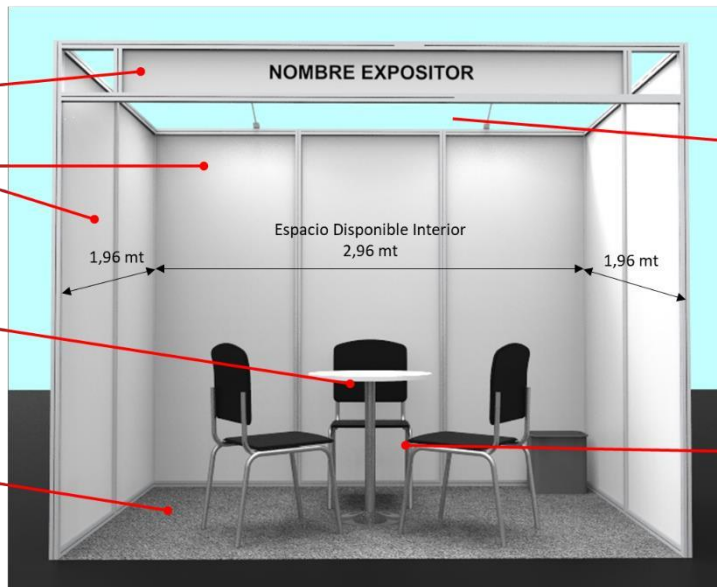 NOMBRE EXPOSITOR
Espacio Disponible Interior
2,96 mt
1,96 mt
1,96 mt